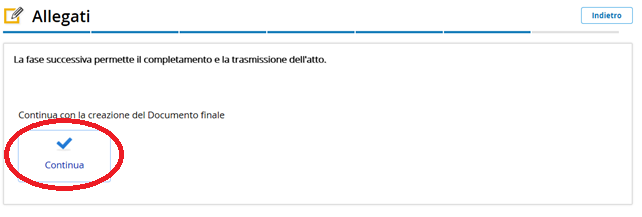 Allegati
Indietro
La fase successiva permette il completamento e la trasmissione dell'atto.
Continua con la creazione del Documento finale
Continua